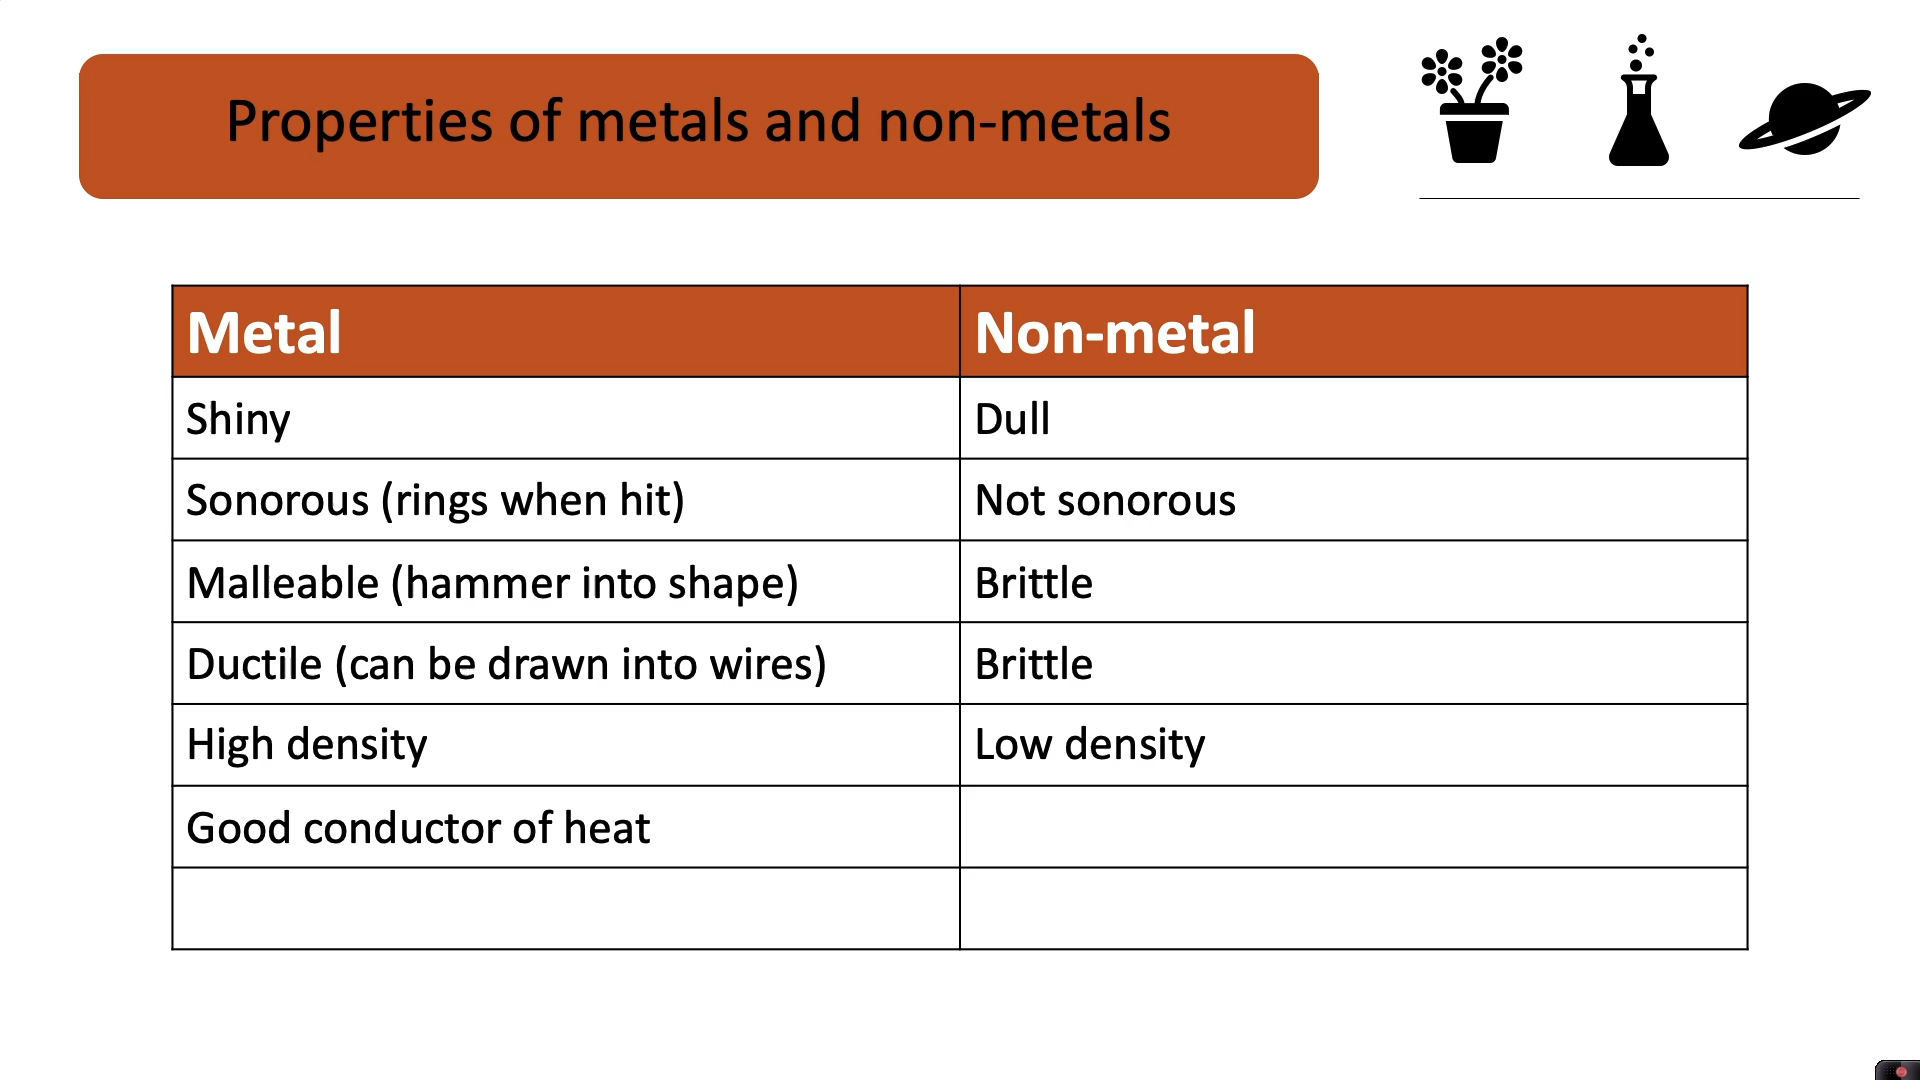 Properties of metals and non-metals
Metal
Non-metal
Shiny
Dull
Sonorous (rings when hit)
Not sonorous
Malleable (hammer into shape)
Brittle
Ductile (can be drawn into wires)
Brittle
High density
Low density
Good conductor of heat